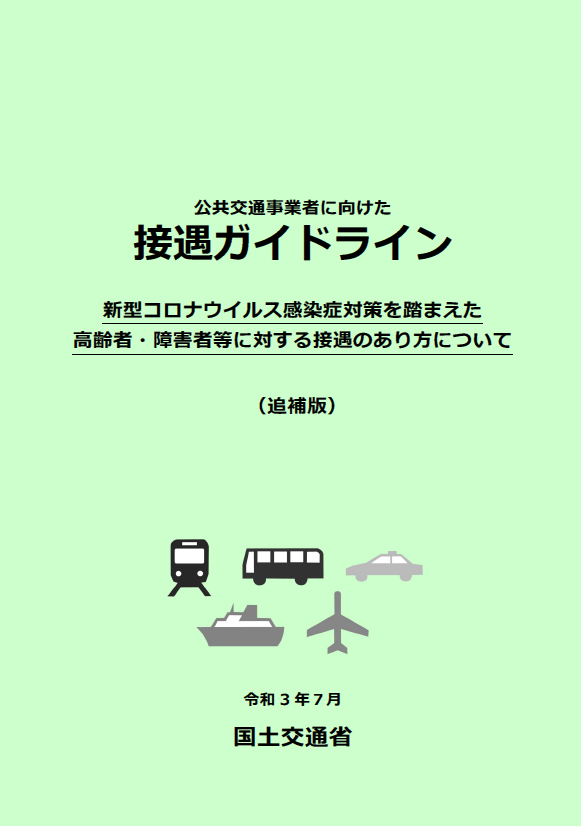 公共交通事業者に向けた
接遇ガイドライン
新型コロナウイルス感染症対策を踏まえた
高齢者・障害者等に対する接遇のあり方について
（追補版）
令和３年７月
国土交通省